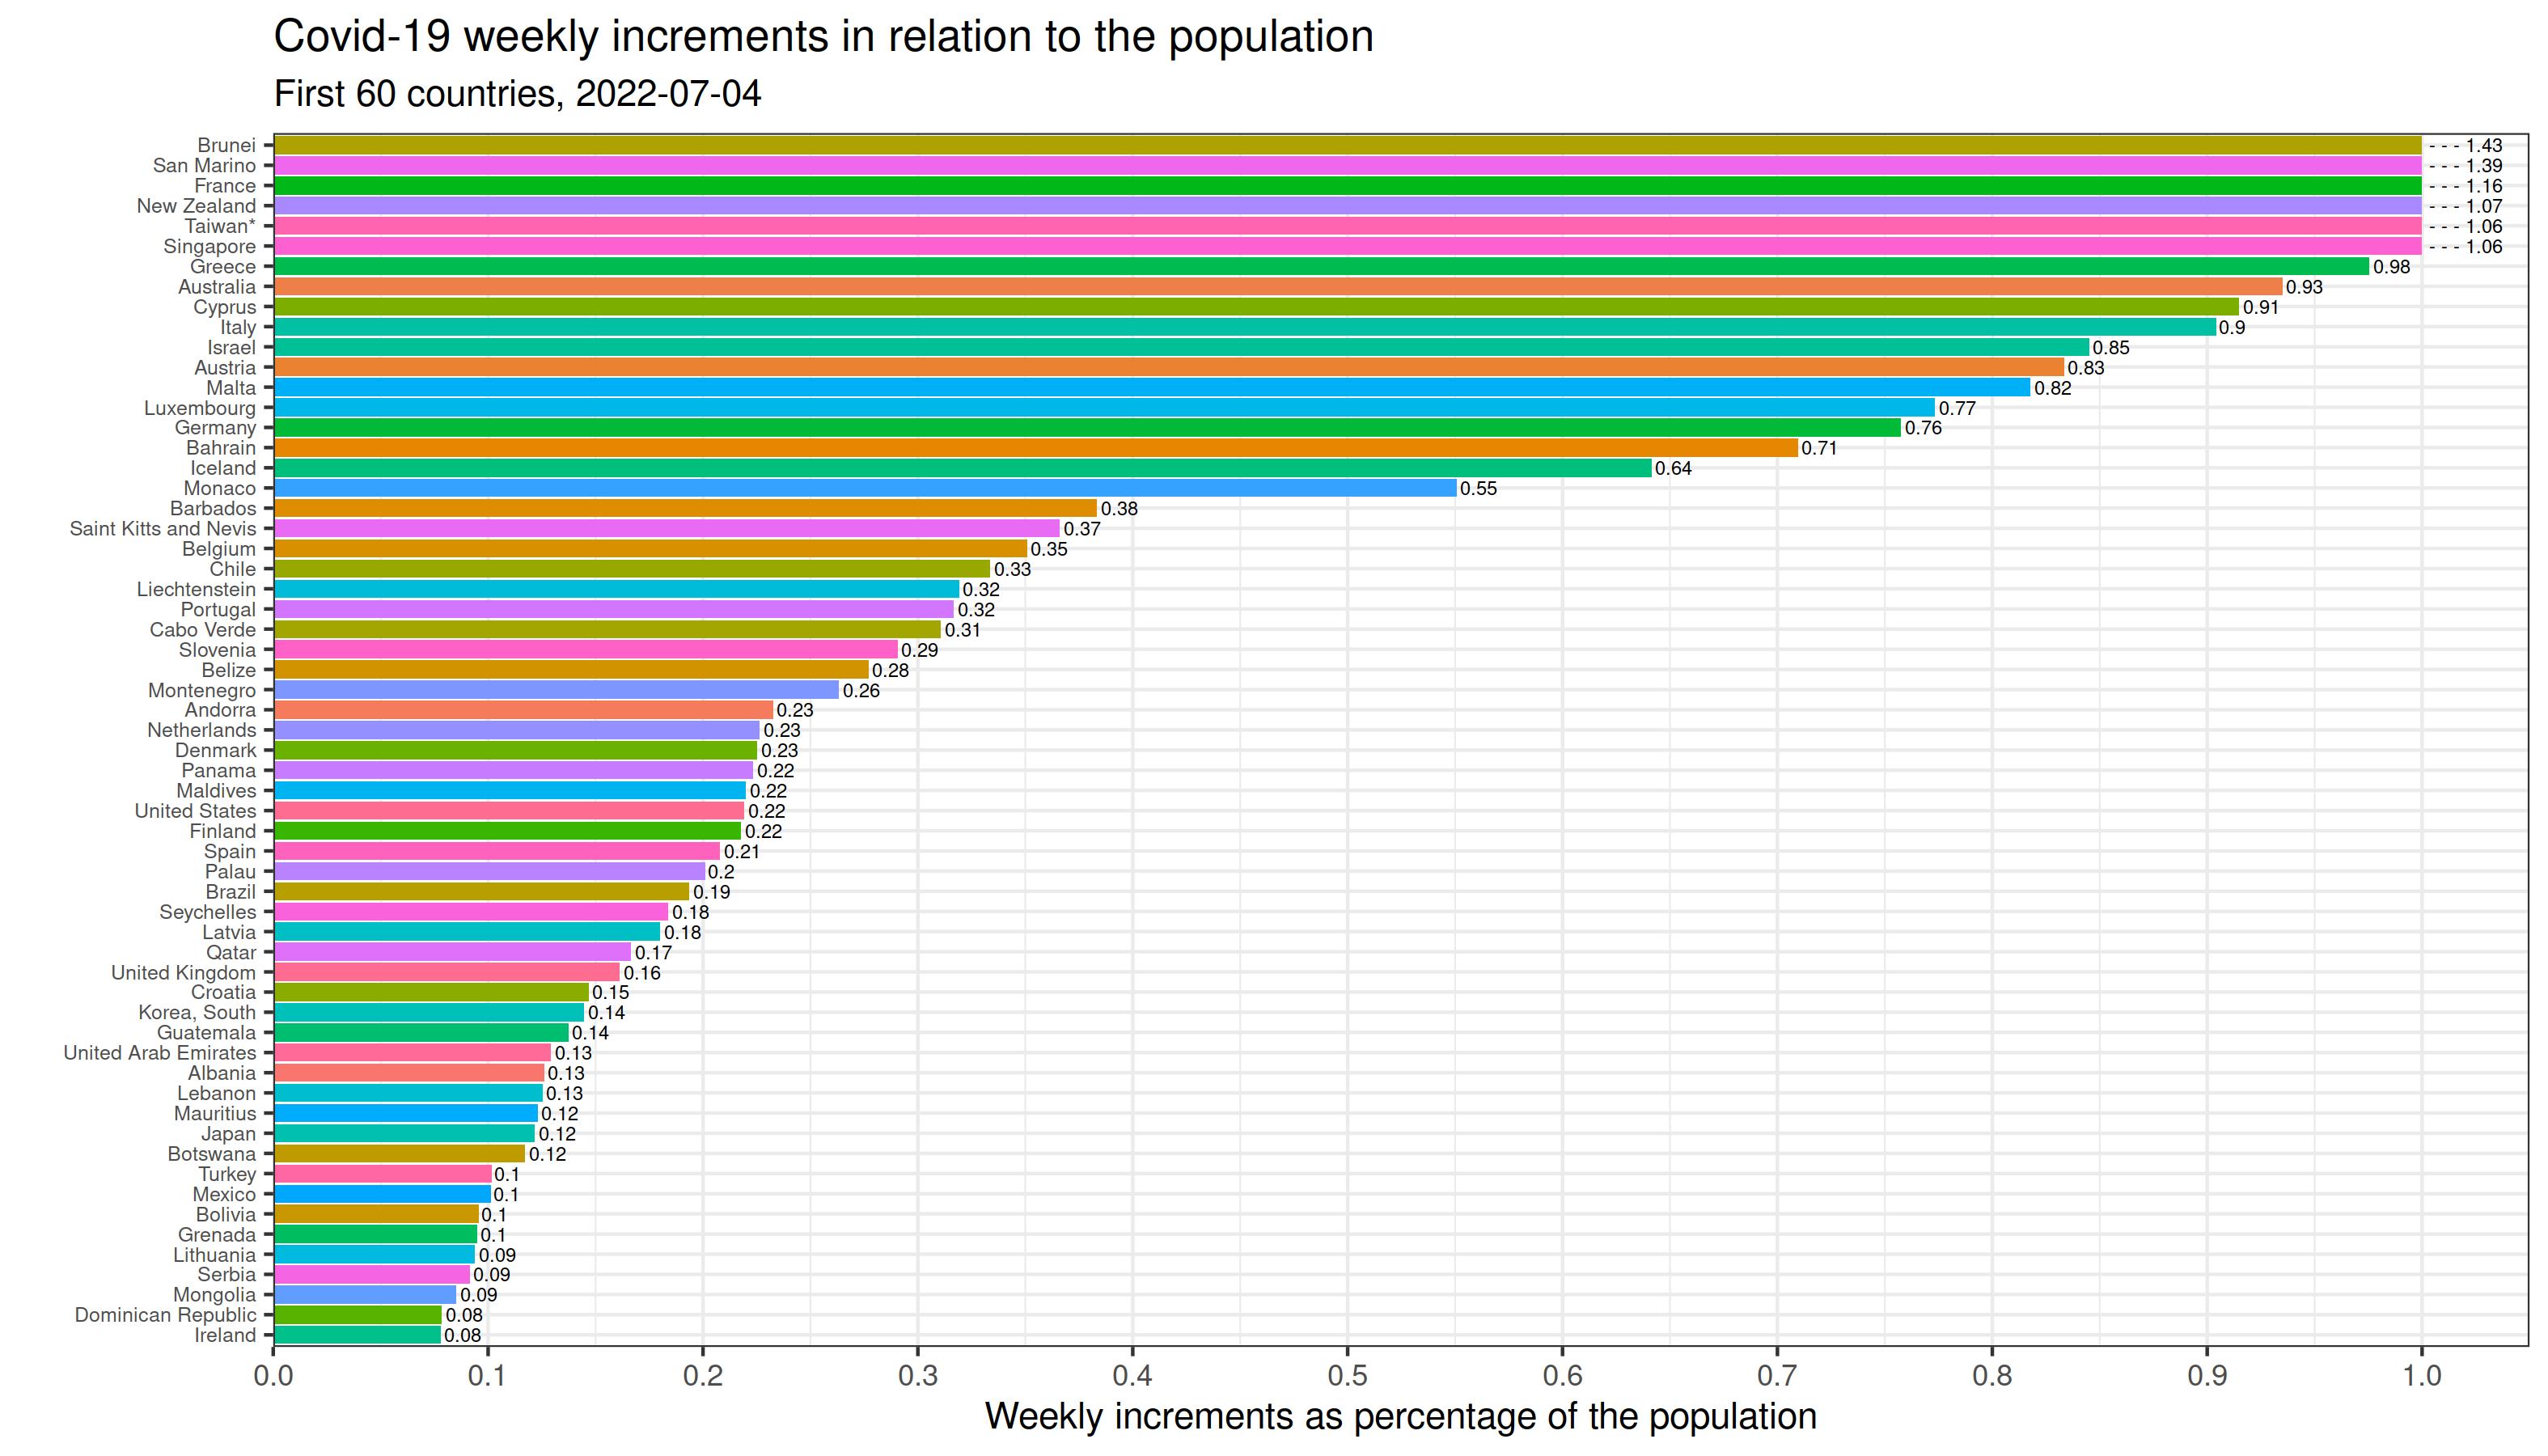 Covid-19 weekly increments in relation to the population
First 60 countries, 2022-07-04
Brunei - - - 1.43
San Marino - - - 1.39
France - - - 1.16
New Zealand - - - 1.07
Taiwan* - - - 1.06
Singapore - - - 1.06
Greece 0.98
Australia 0.93
Cyprus 0.91
Italy 0.9
Israel 0.85
Austria 0.83
Malta 0.82
Luxembourg 0.77
Germany 0.76
Bahrain 0.71
Iceland 0.64
Monaco 0.55
Barbados 0.38
Saint Kitts and Nevis 0.37
Belgium 0.35
Chile 0.33
Liechtenstein 0.32
Portugal 0.32
Cabo Verde 0.31
Slovenia 0.29
Belize 0.28
Montenegro 0.26
Andorra 0.23
Netherlands 0.23
Denmark 0.23
Panama 0.22
Maldives 0.22
United States 0.22
Finland 0.22
Spain 0.21
Palau 0.2
Brazil 0.19
Seychelles 0.18
Latvia 0.18
Qatar 0.17
United Kingdom 0.16
Croatia 0.15
Korea, South 0.14
Guatemala 0.14
United Arab Emirates 0.13
Albania 0.13
Lebanon 0.13
Mauritius 0.12
Japan 0.12
Botswana 0.12
Turkey 0.1
Mexico 0.1
Bolivia 0.1
Grenada 0.1
Lithuania 0.09
Serbia 0.09
Mongolia 0.09
Dominican Republic 0.08
Ireland 0.08
0.0 0.1 0.2 0.3 0.4 0.5 0.6 0.7 0.8 0.9 1.0
Weekly increments as percentage of the population